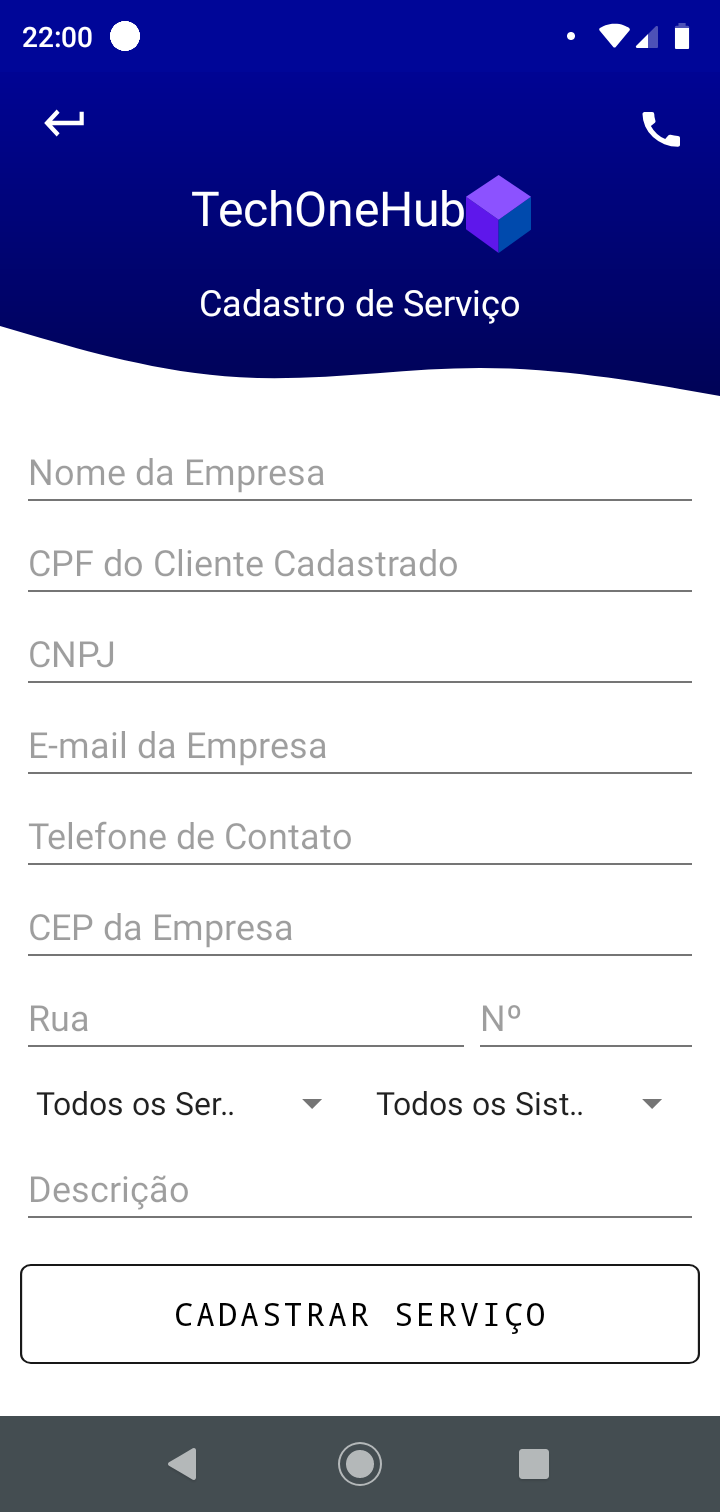 22:00
TechOneHub
Cadastro de Serviço
Nome da Empresa
CPF do Cliente Cadastrado
CNPJ
E-mail da Empresa
Telefone de Contato
CEP da Empresa
Rua Nº
Todos os Ser.. Todos os Sist..
Descrição
CADASTRAR SERVIÇO